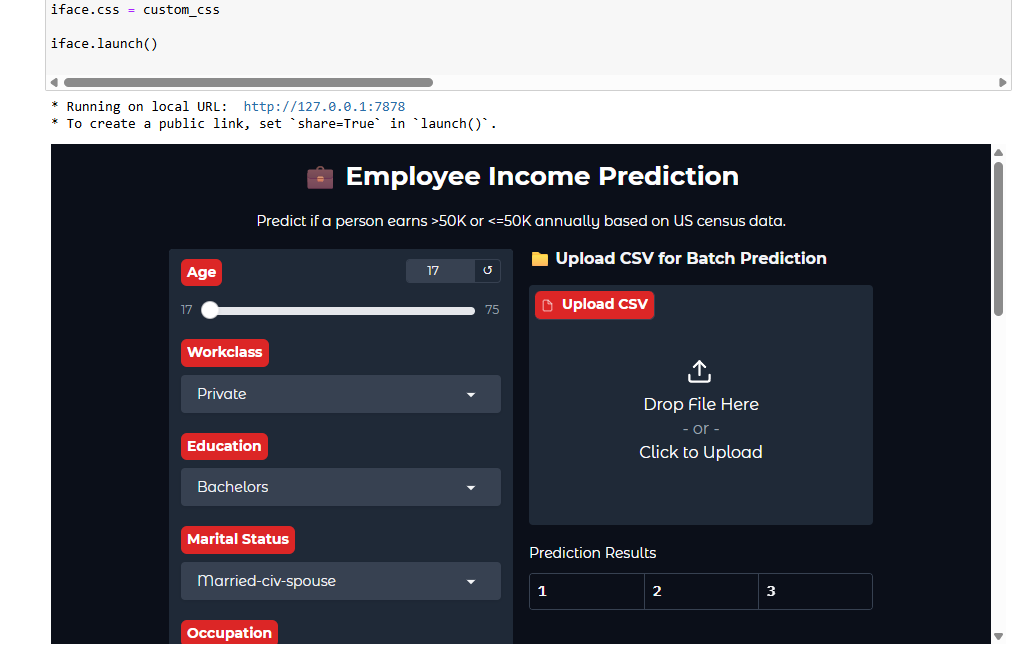 iface.css = custom_css
iface.launch()
* Running on local URL:  http://127.0.0.1:7878
* To create a public link, set `share=True` in `launch()`.
Employee Income Prediction
Predict if a person earns >50K or <=50K annually based on US census data.
Age
17
17
75
Workclass
Private
Education
Bachelors
Marital Status
Married-civ-spouse
Occupation
Upload CSV for Batch Prediction
Upload CSV
Drop File Here
- or -
Click to Upload
Prediction Results
1 2 3